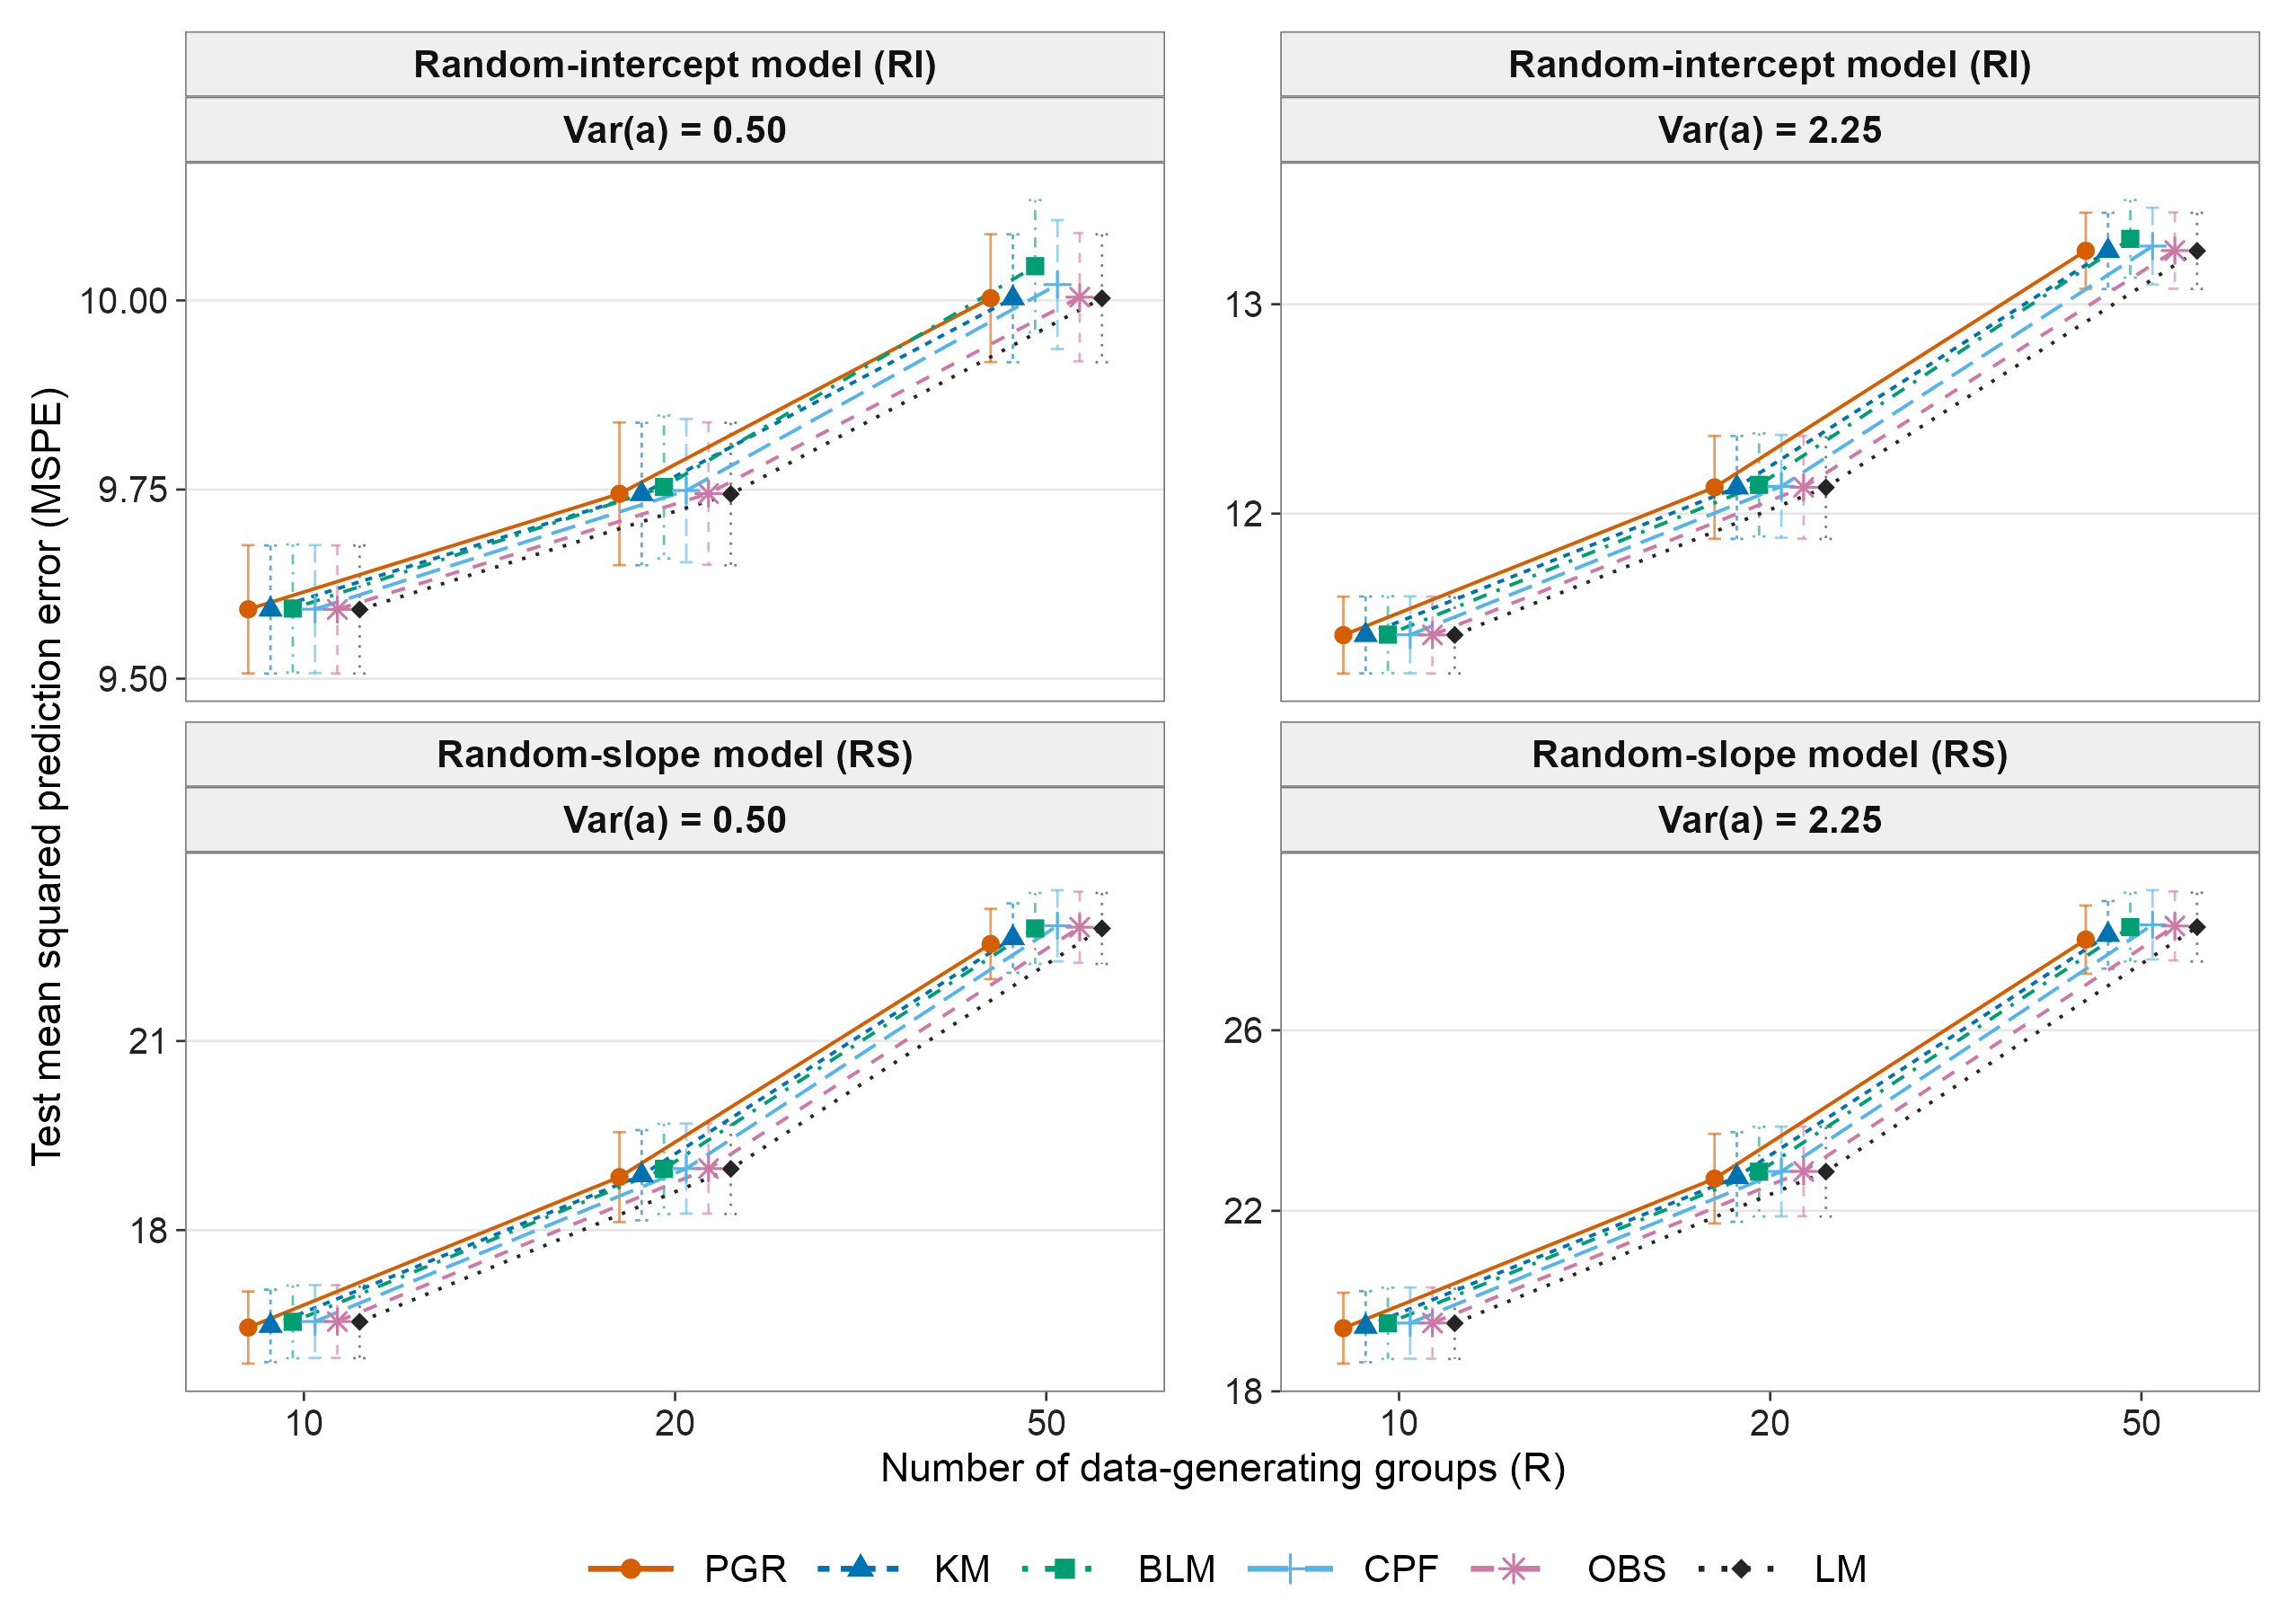 Random-intercept model (RI)
Var(a) = 0.50
Random-intercept model (RI)
Var(a) = 2.25
10.00
9.75
9.50
13
12
Random-slope model (RS)
Var(a) = 0.50
Random-slope model (RS)
Var(a) = 2.25
21
18
26
22
18
10
20
50
10
20
50
Test mean squared prediction error (MSPE)
Number of data-generating groups (R)
PGR
KM
BLM
CPF
OBS
LM